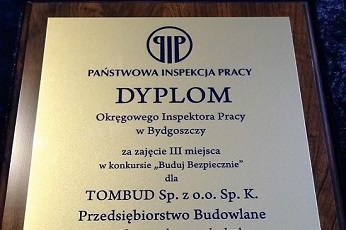 PIP
PAŃSTWOWA INSPEKCJA PRACY
DYPLOM
Okręgowego Inspektora Pracy
w Bydgoszczy
za zajęcie III miejsca
w konkursie „Buduj Bezpiecznie"
dla
TOMBUD Sp. z o.o. Sp. K.
Przedsiębiorstwo Budowlane